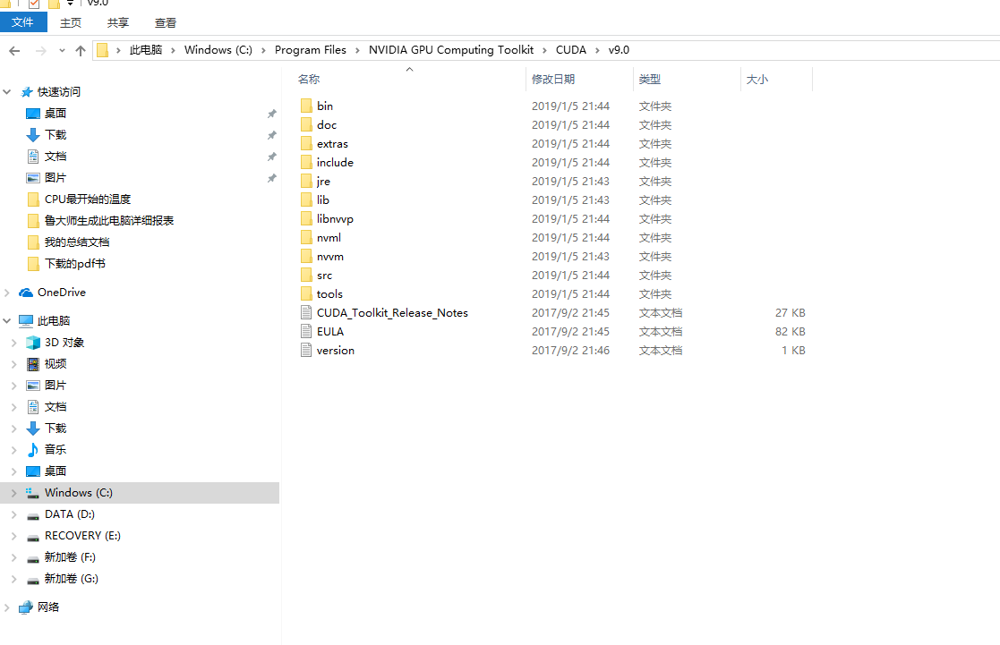 v9.0
文件 主页 共享 查看
此电脑 Windows (C:) Program Files NVIDIA GPU Computing Toolkit CUDA v9.0
名称 修改日期 类型 大小
快速访问
桌面
下载
文档
图片
CPU最开始的温度
鲁大师生成此电脑详细报表
我的总结文档
下载的pdf书
OneDrive
此电脑
3D 对象
视频
图片
文档
下载
音乐
桌面
Windows (C:)
DATA (D:)
RECOVERY (E:)
新加卷 (F:)
新加卷 (G:)
网络
bin 2019/1/5 21:44 文件夹
doc 2019/1/5 21:44 文件夹
extras 2019/1/5 21:44 文件夹
include 2019/1/5 21:44 文件夹
jre 2019/1/5 21:43 文件夹
lib 2019/1/5 21:43 文件夹
libnvvp 2019/1/5 21:44 文件夹
nvml 2019/1/5 21:44 文件夹
nvvm 2019/1/5 21:43 文件夹
src 2019/1/5 21:44 文件夹
tools 2019/1/5 21:44 文件夹
CUDA_Toolkit_Release_Notes 2017/9/2 21:45 文本文档 27 KB
EULA 2017/9/2 21:45 文本文档 82 KB
version 2017/9/2 21:46 文本文档 1 KB